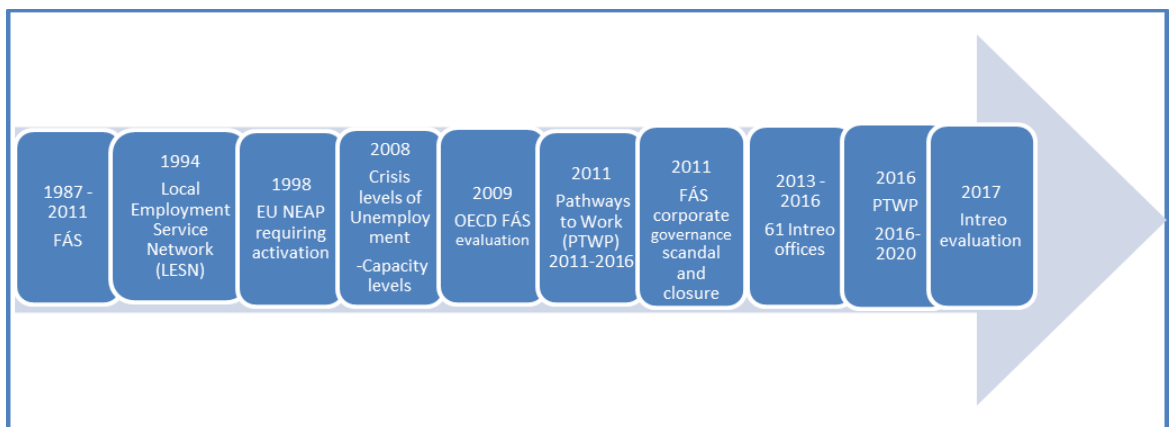 1987 -
2011
FÁS
1994
Local
Employment
Service
Network
(LESN)
1998
EU NEAP
requiring
activation
2008
Crisis
levels of
Unemploy
ment
-Capacity
levels
2009
OECD FÁS
evaluation
2011
Pathways
to Work
(PTWP)
2011-2016
2011
FÁS
corporate
governance
scandal
and
closure
2013 -
2016
61 Intreo
offices
2016
PTWP
2016-
2020
2017
Intreo
evaluation